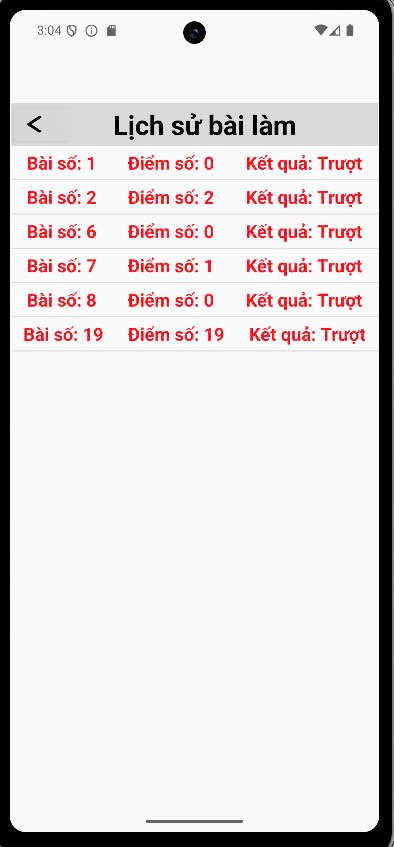 3:04
< Lịch sử bài làm
Bài số: 1 Điểm số: 0 Kết quả: Trượt
Bài số: 2 Điểm số: 2 Kết quả: Trượt
Bài số: 6 Điểm số: 0 Kết quả: Trượt
Bài số: 7 Điểm số: 1 Kết quả: Trượt
Bài số: 8 Điểm số: 0 Kết quả: Trượt
Bài số: 19 Điểm số: 19 Kết quả: Trượt